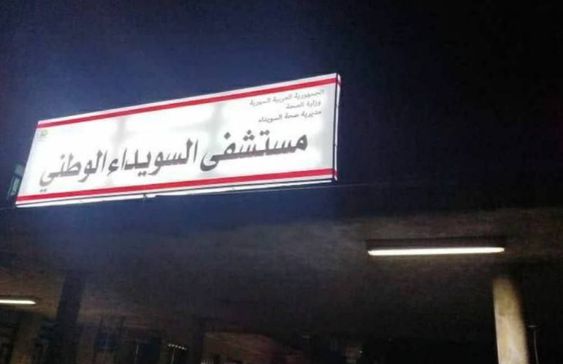 الجمهورية العربية السورية
وزارة الصحة
مديرية صحة السويداء
مستشفى السويداء الوطني